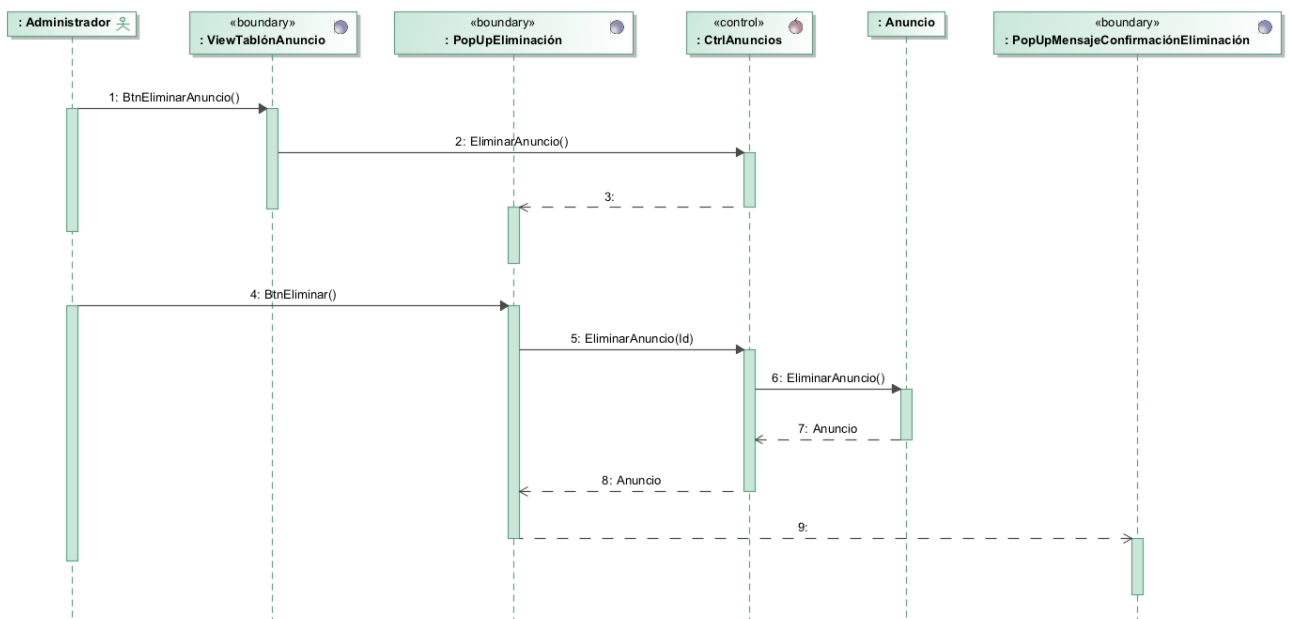 : Administrador
«boundary»
: ViewTablónAnuncio
«boundary»
: PopUpEliminación
«control»
: CtrlAnuncios
: Anuncio
«boundary»
: PopUpMensajeConfirmaciónEliminación
1: BtnEliminarAnuncio()
2: EliminarAnuncio()
3:
4: BtnEliminar()
5: EliminarAnuncio(Id)
6: EliminarAnuncio()
7: Anuncio
8: Anuncio
9: